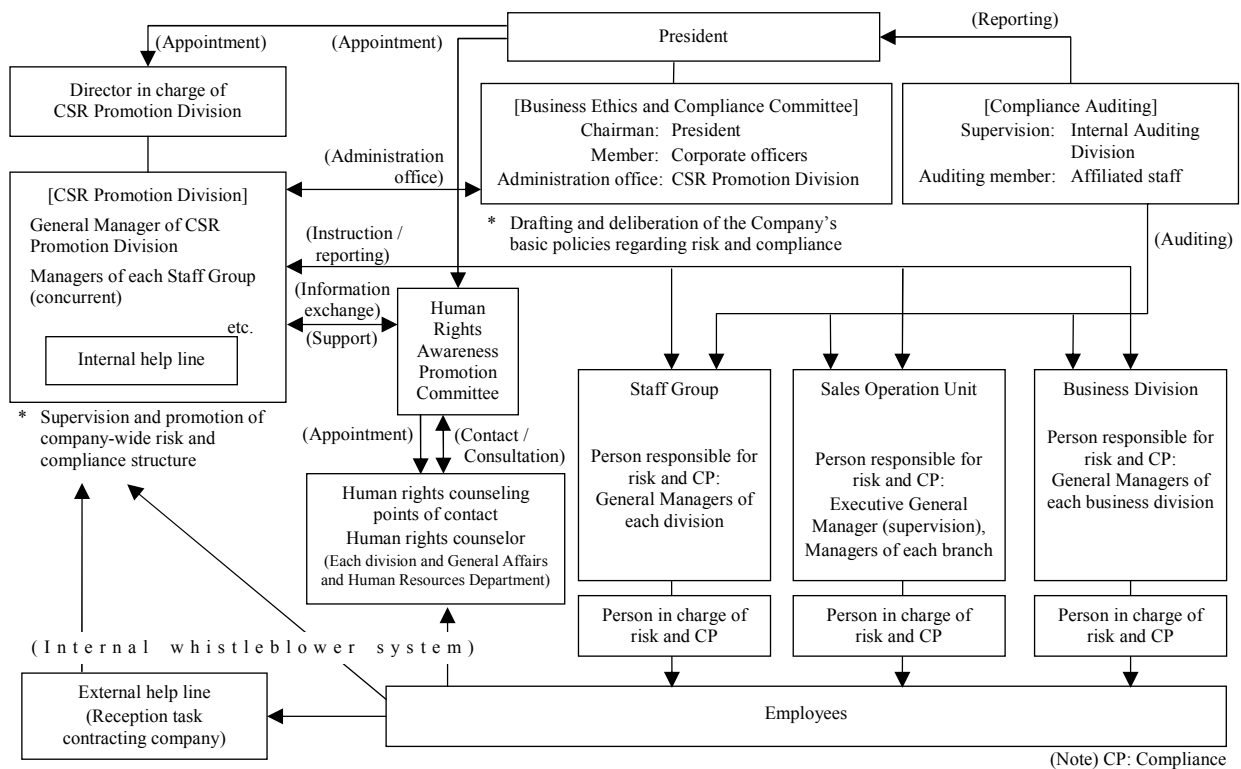 President
(Reporting)
(Appointment)
(Appointment)
Director in charge of
CSR Promotion Division
[Business Ethics and Compliance Committee]
Chairman: President
Member: Corporate officers
Administration office: CSR Promotion Division
[Compliance Auditing]
Supervision: Internal Auditing
Division
Auditing member: Affiliated staff
(Administration
office)
[CSR Promotion Division]
General Manager of CSR
Promotion Division
Managers of each Staff Group
(concurrent)
etc.
Internal help line
* Drafting and deliberation of the Company's
basic policies regarding risk and compliance
(Auditing)
(Instruction /
reporting)
(Information
exchange)
(Support)
Human
Rights
Awareness
Promotion
Committee
* Supervision and promotion of
company-wide risk and
compliance structure
(Appointment)
(Contact /
Consultation)
Human rights counseling
points of contact
Human rights counselor
(Each division and General Affairs
and Human Resources Department)
Staff Group
Person responsible for
risk and CP:
General Managers of
each division
Sales Operation Unit
Person responsible for
risk and CP:
Executive General
Manager (supervision),
Managers of each branch
Business Division
Person responsible for
risk and CP:
General Managers of
each business division
Person in charge of
risk and CP
Person in charge of
risk and CP
Person in charge of
risk and CP
(Internal whistleblower system)
External help line
(Reception task
contracting company)
Employees
(Note) CP: Compliance